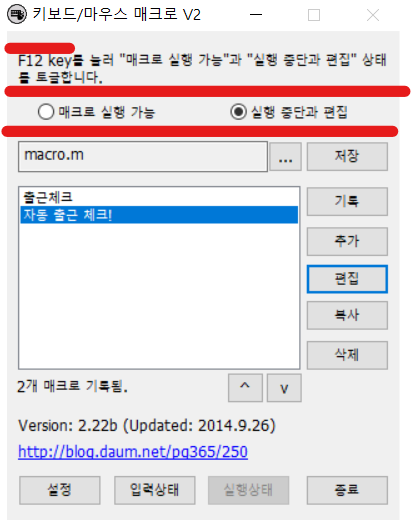 키보드/마우스 매크로 V2
F12 key를 눌러 "매크로 실행 가능"과 "실행 중단과 편집" 상태
를 토글합니다.
매크로 실행 가능 실행 중단과 편집
macro.m ... 저장
출근체크
자동 출근 체크!
기록
추가
편집
복사
삭제
2개 매크로 기록됨. ^ v
Version: 2.22b (Updated: 2014.9.26)
http://blog.daum.net/pg365/250
설정 입력상태 실행상태 종료